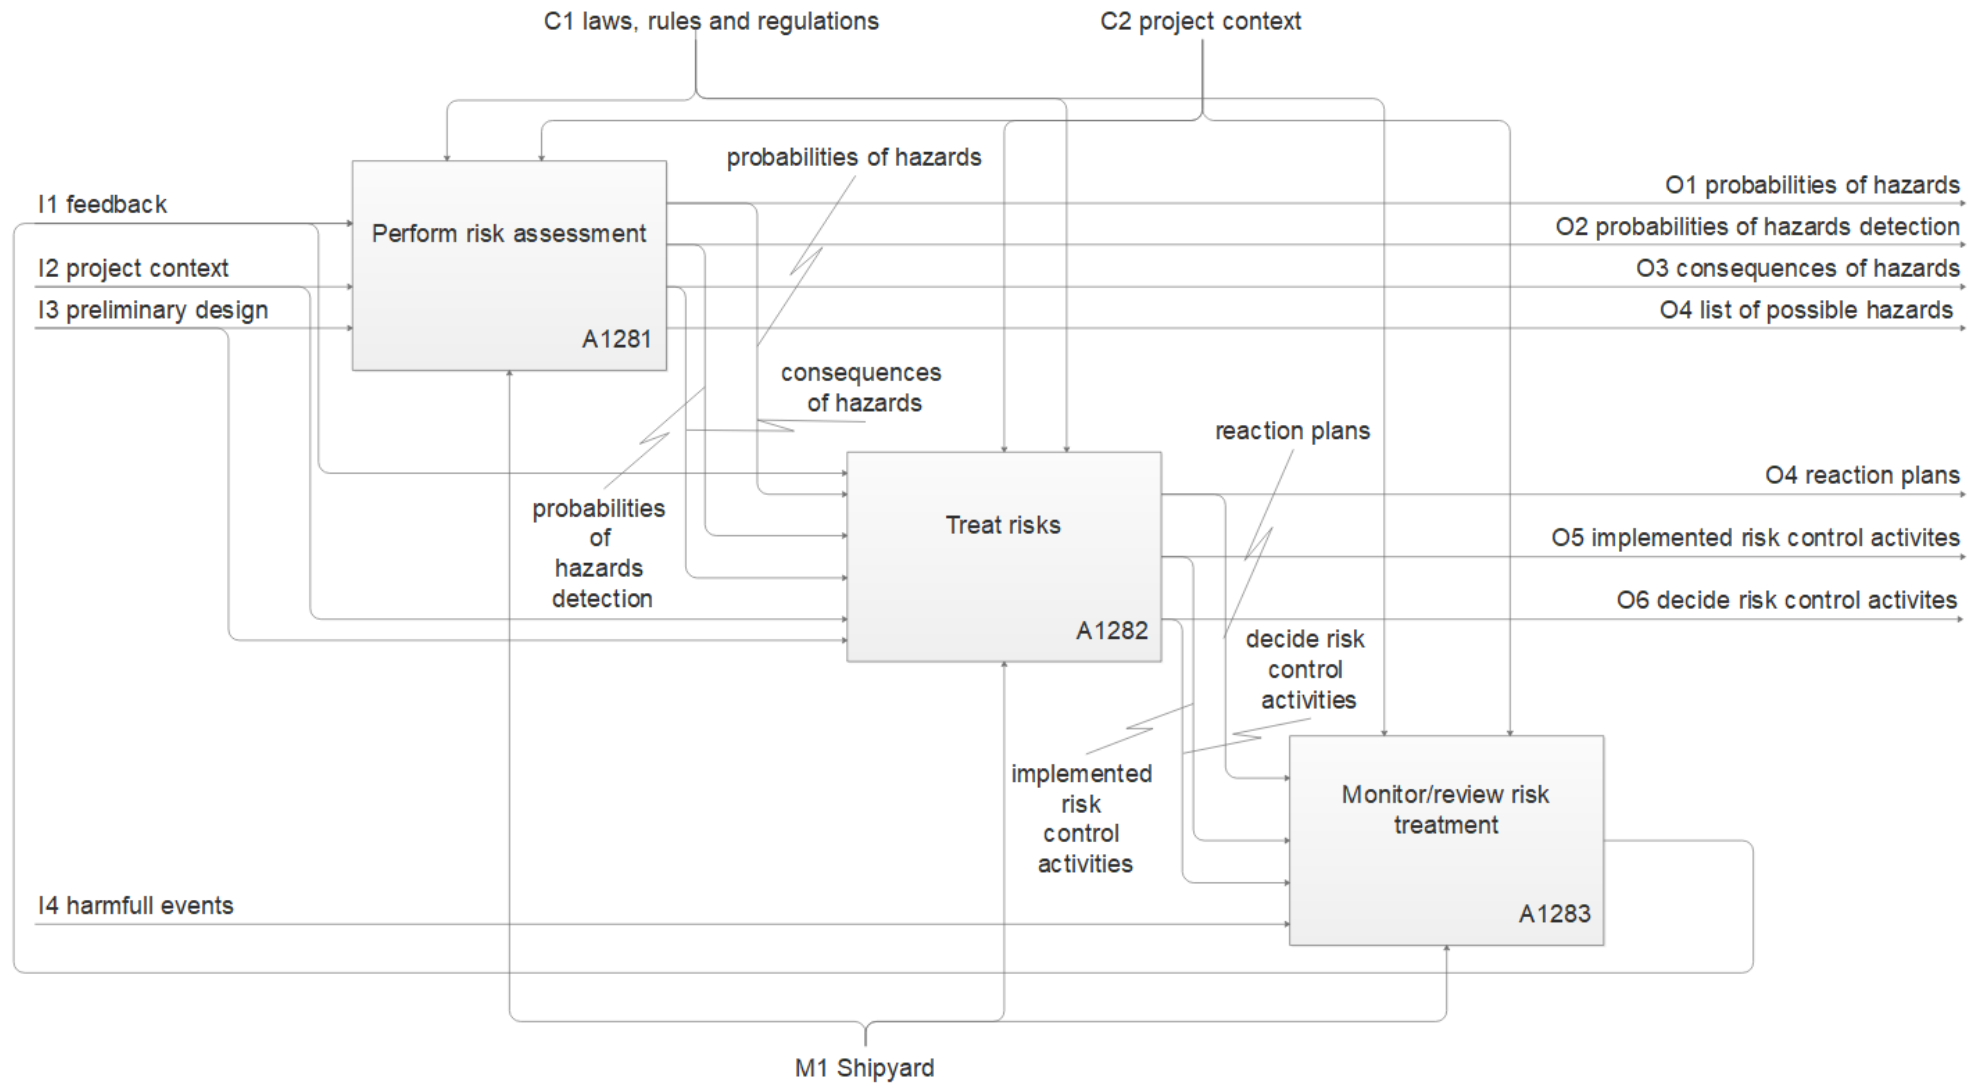 C1 laws, rules and regulations
C2 project context
probabilities of hazards
O1 probabilities of hazards
I1 feedback
O2 probabilities of hazards detection
Perform risk assessment
I2 project context
O3 consequences of hazards
I3 preliminary design
O4 list of possible hazards
A1281
consequences
of hazards
reaction plans
O4 reaction plans
probabilities
of
hazards
detection
Treat risks
O5 implemented risk control activites
O6 decide risk control activites
A1282
decide risk
control
activities
implemented
risk
control
activities
Monitor/review risk
treatment
I4 harmfull events
A1283
M1 Shipyard